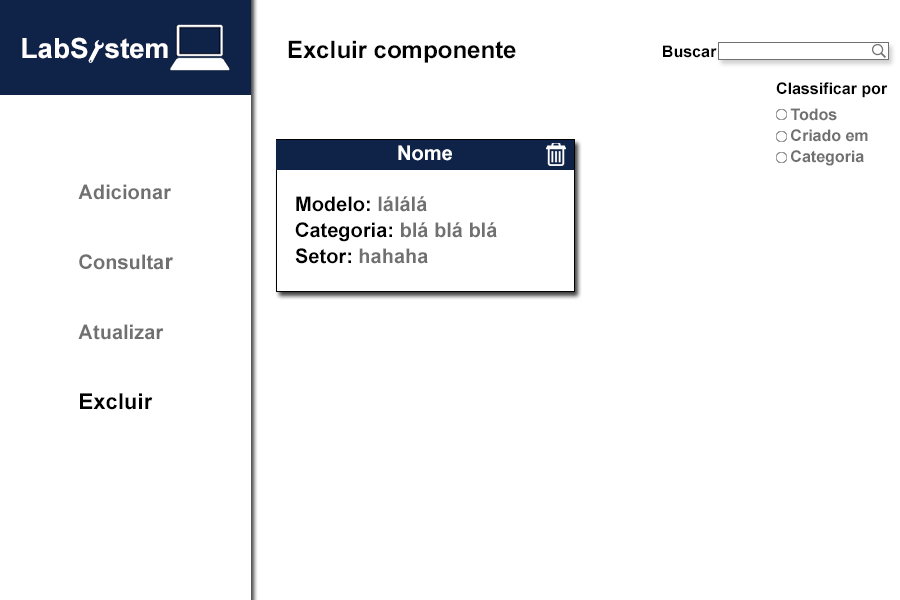 LabSystem
Adicionar
Consultar
Atualizar
Excluir
Excluir componente
Buscar
Classificar por
Todos
Criado em
Categoria
Nome
Modelo: lálálá
Categoria: blá blá blá
Setor: hahaha